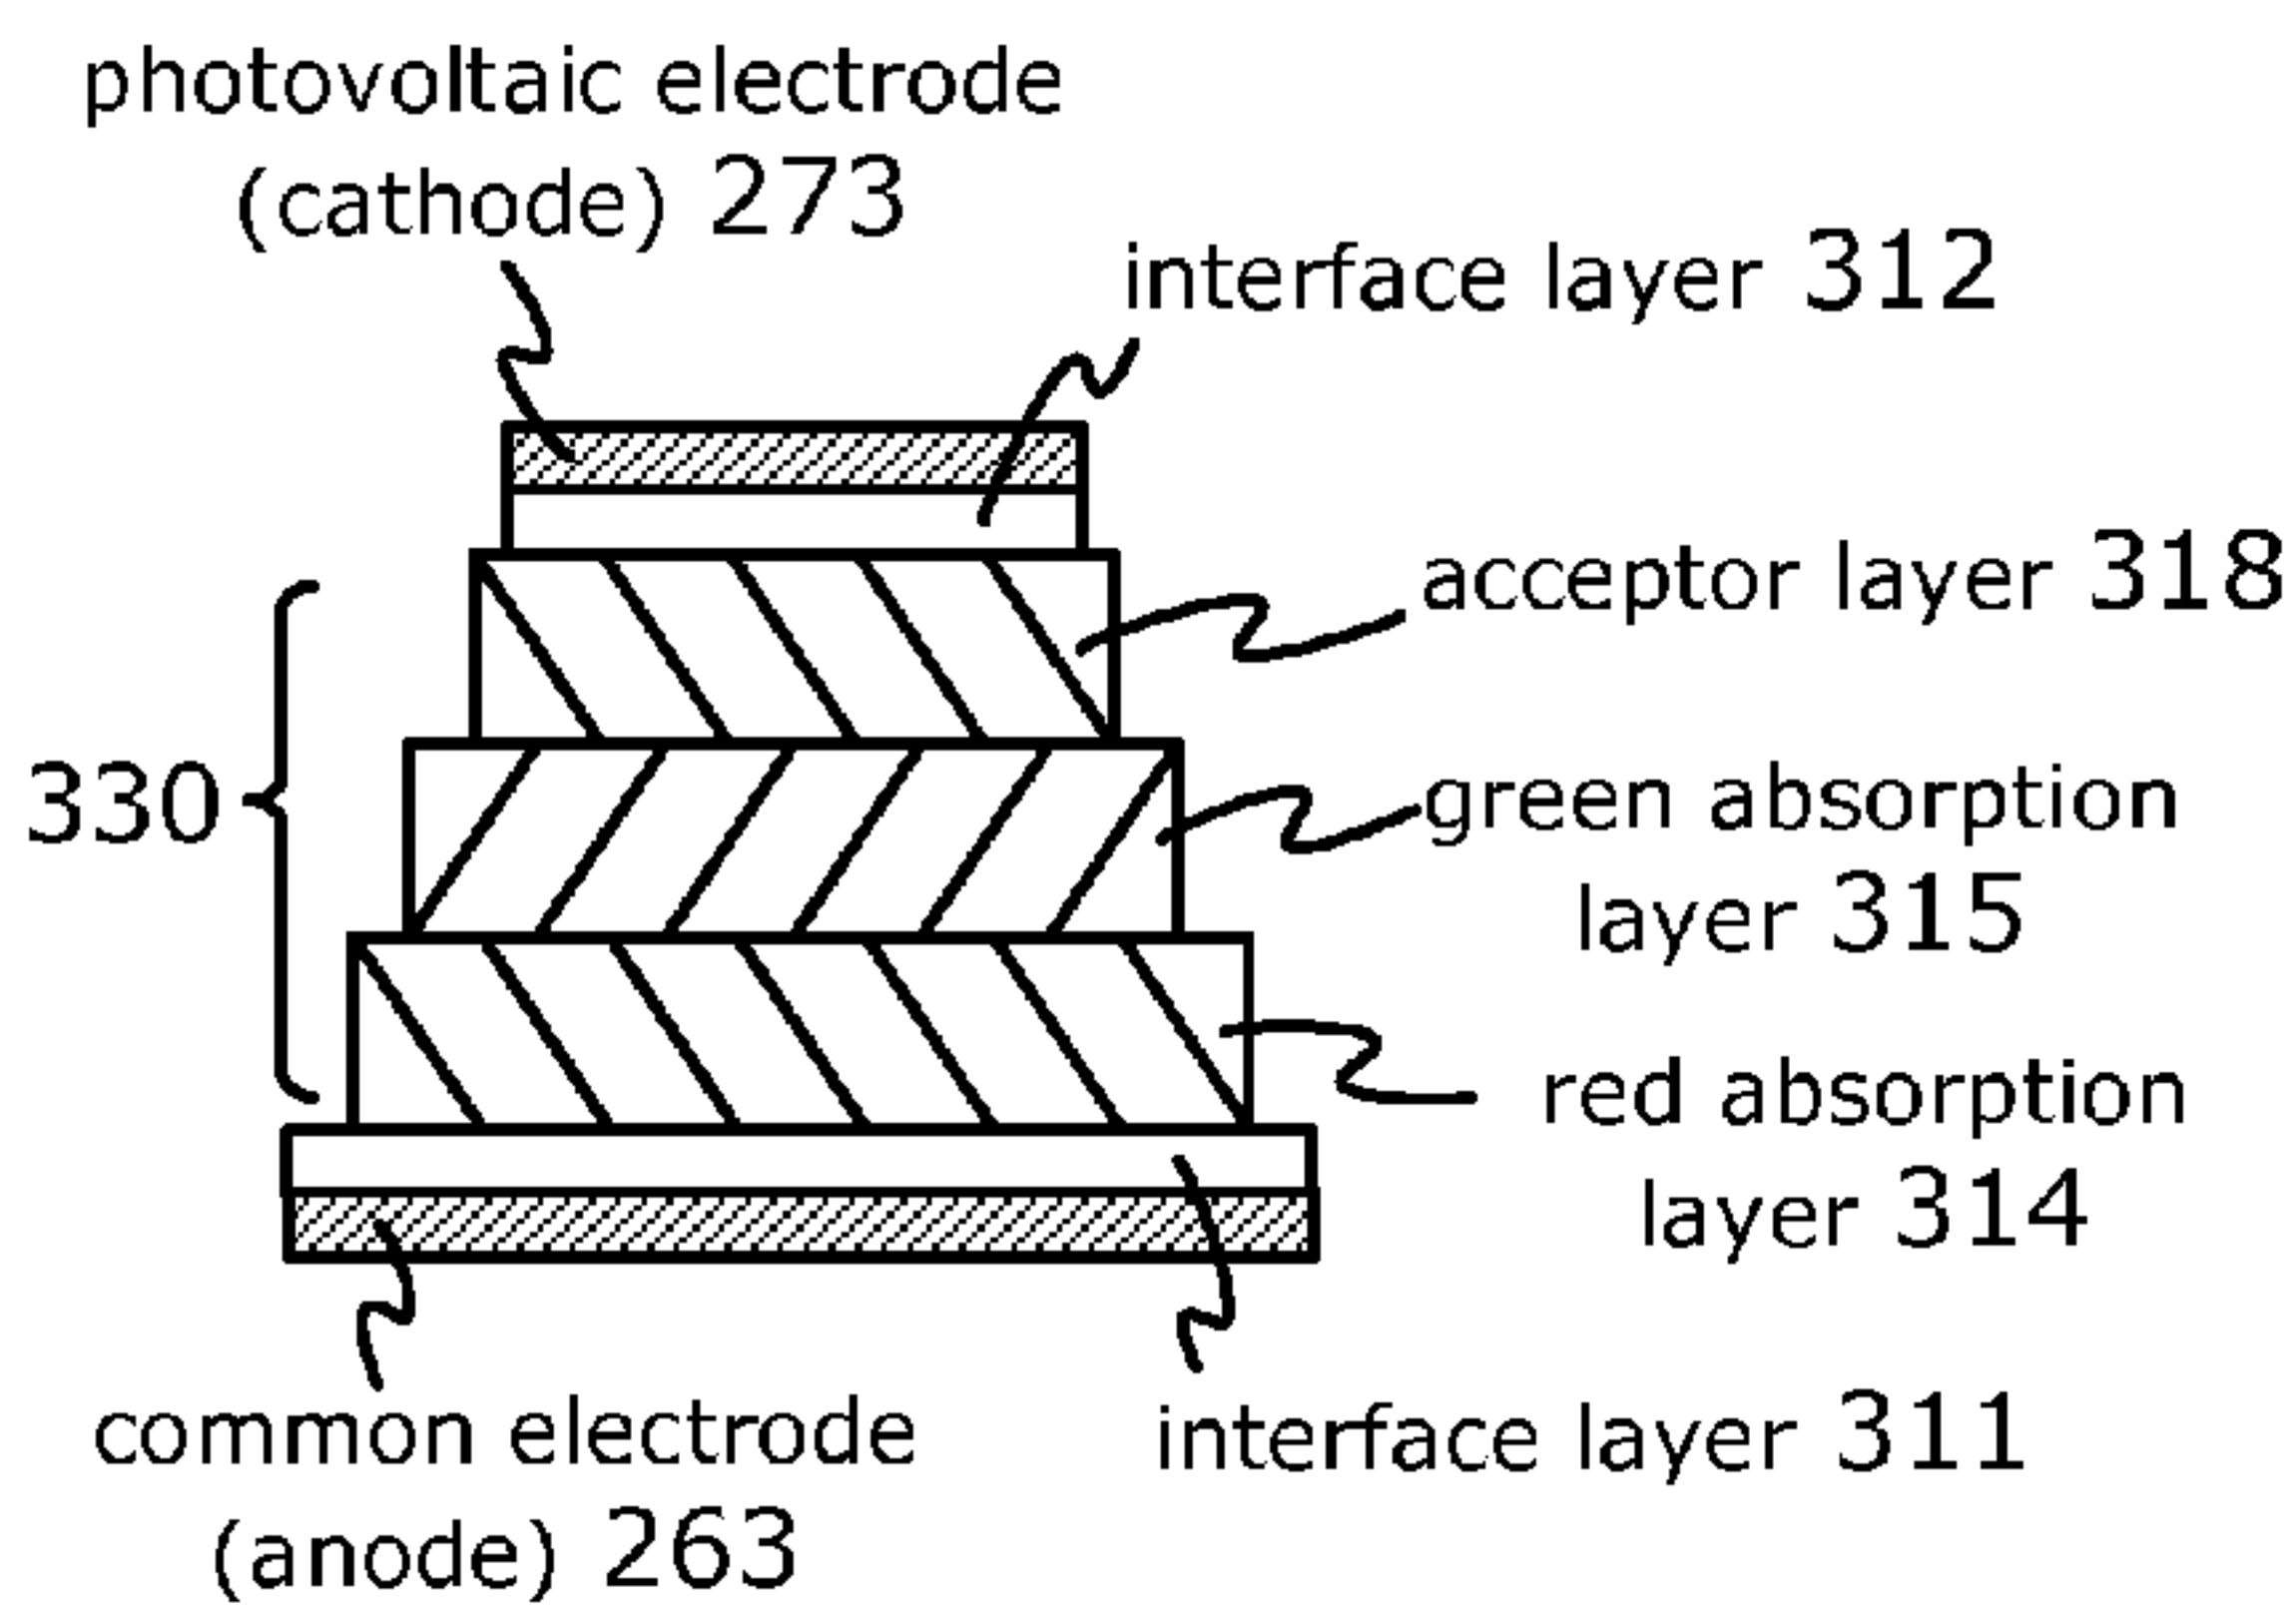 photovoltaic electrode
(cathode) 273
interface layer 312
acceptor layer 318
330
green absorption
layer 315
red absorption
layer 314
common electrode
(anode) 263
interface layer 311